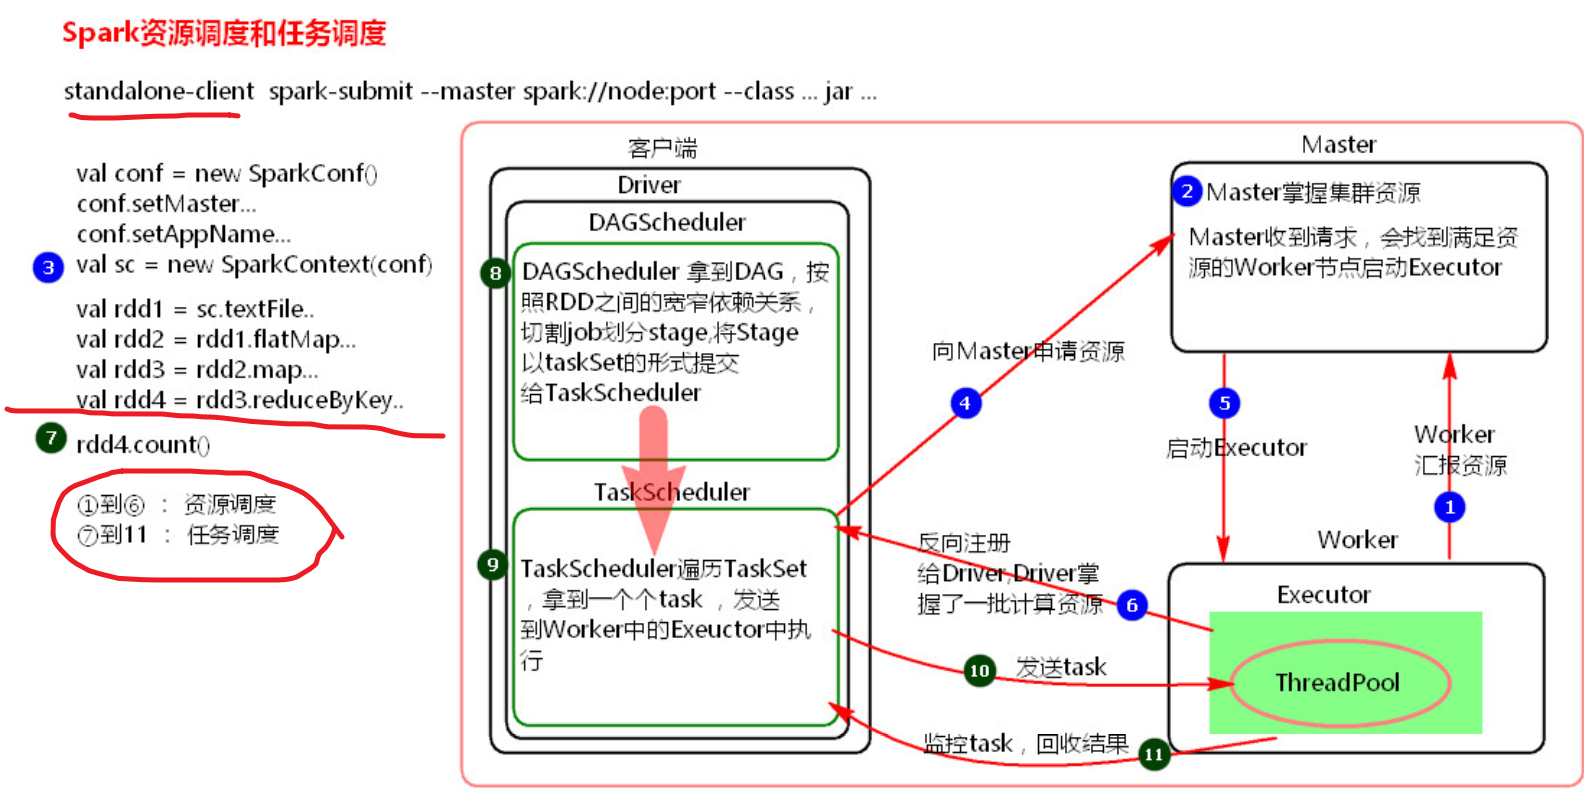 Spark资源调度和任务调度
standalone-client spark-submit --master spark://node:port --class ... jar ...
val conf = new SparkConf()
conf.setMaster...
conf.setAppName...
3 val sc = new SparkContext(conf)
val rdd1 = sc.textFile..
val rdd2 = rdd1.flatMap...
val rdd3 = rdd2.map...
val rdd4 = rdd3.reduceByKey..
7 rdd4.count()
①到⑥ ： 资源调度
⑦到11 ： 任务调度
客户端
Driver
DAGScheduler
8 DAGScheduler 拿到DAG，按
照RDD之间的宽窄依赖关系，
切割job划分stage,将Stage
以taskSet的形式提交
给TaskScheduler
TaskScheduler
9 TaskScheduler遍历TaskSet
，拿到一个个task ，发送
到Worker中的Exeuctor中执
行
向Master申请资源
4
Master
2 Master掌握集群资源
Master收到请求，会找到满足资
源的Worker节点启动Executor
5
启动Executor
Worker
汇报资源
1
反向注册
给Driver,Driver掌
握了一批计算资源
6
10 发送task
监控task，回收结果
11
Worker
Executor
ThreadPool